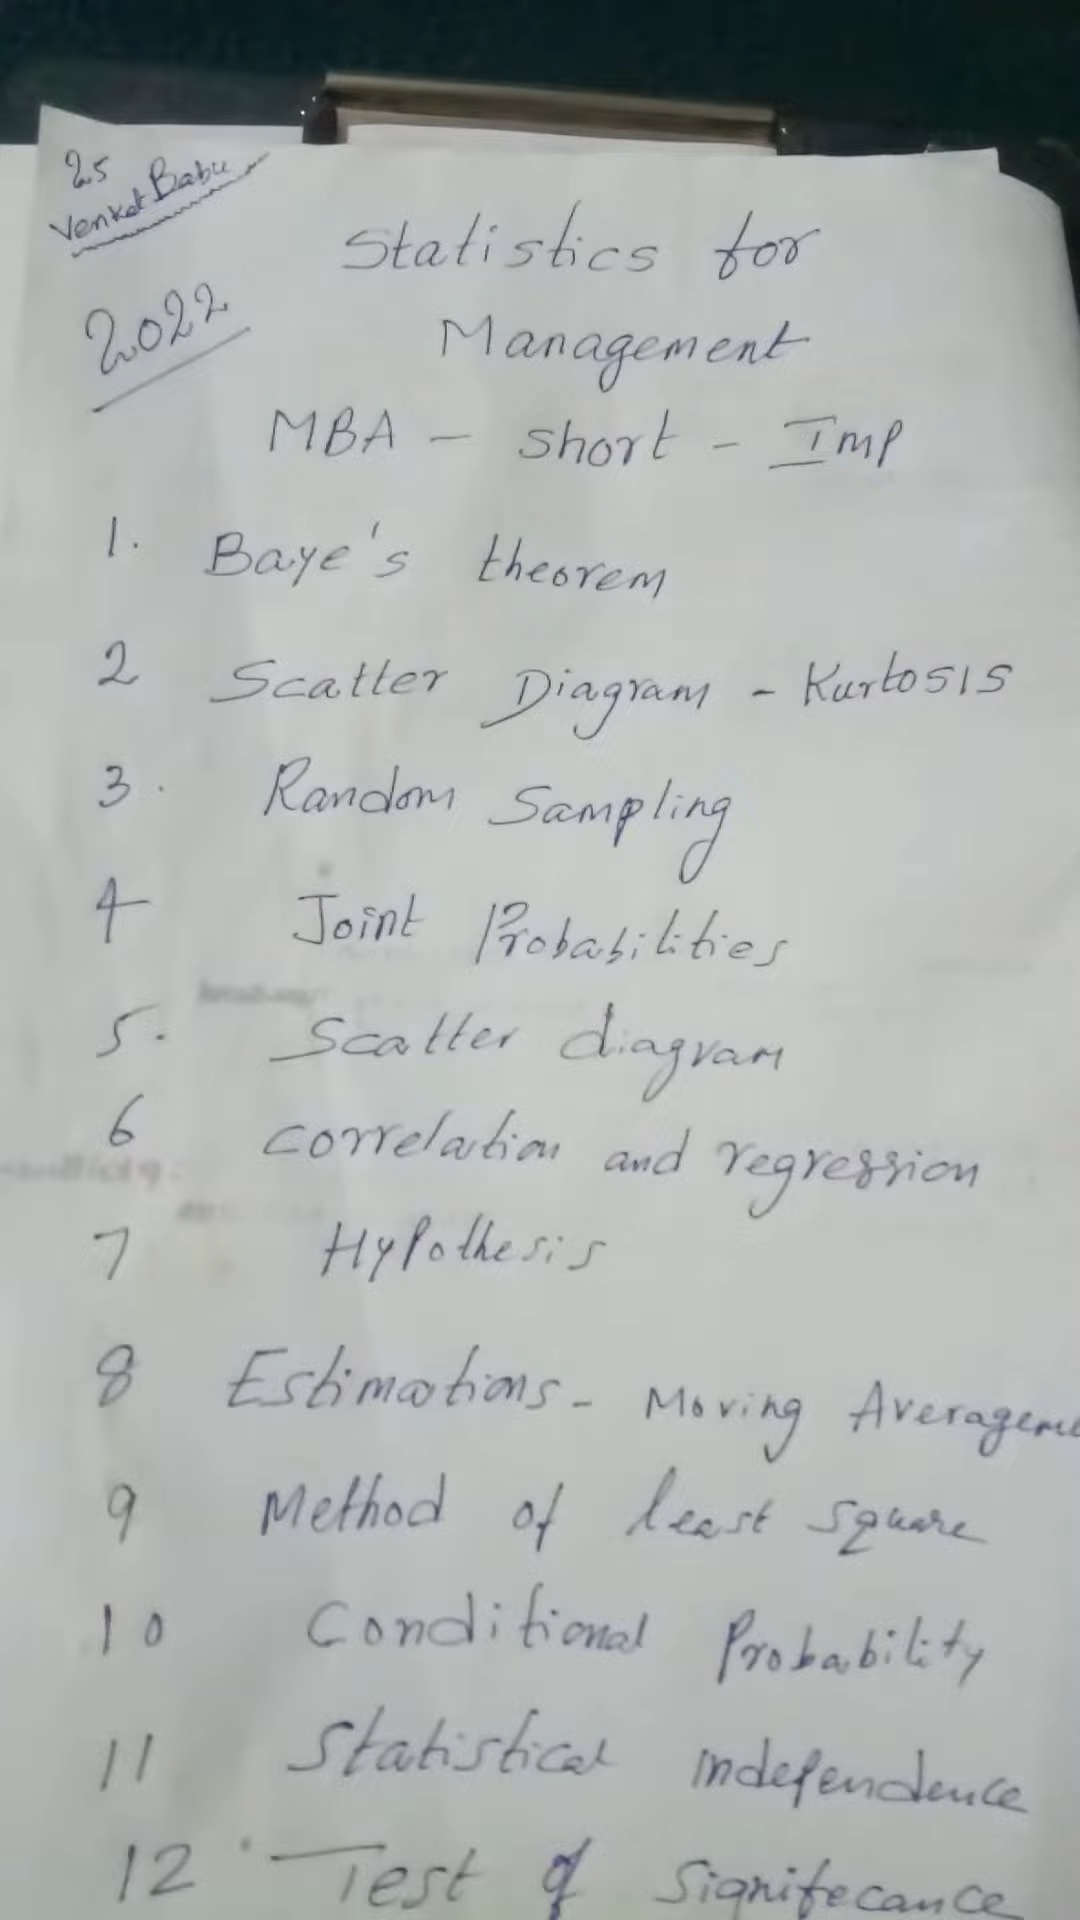 25
Venkat Babu
2022
Statistics for
Management
MBA - short - Imp
1. Baye's theorem
2 Scatter Diagram - Kurtosis
3. Random Sampling
4 Joint Probabilities
5. Scatter diagram
6 correlation and regression
7 Hypothesis
8 Estimations - Moving Average
9 Method of least square
10 Conditional Probability
11 Statistical independence
12 Test of Significance